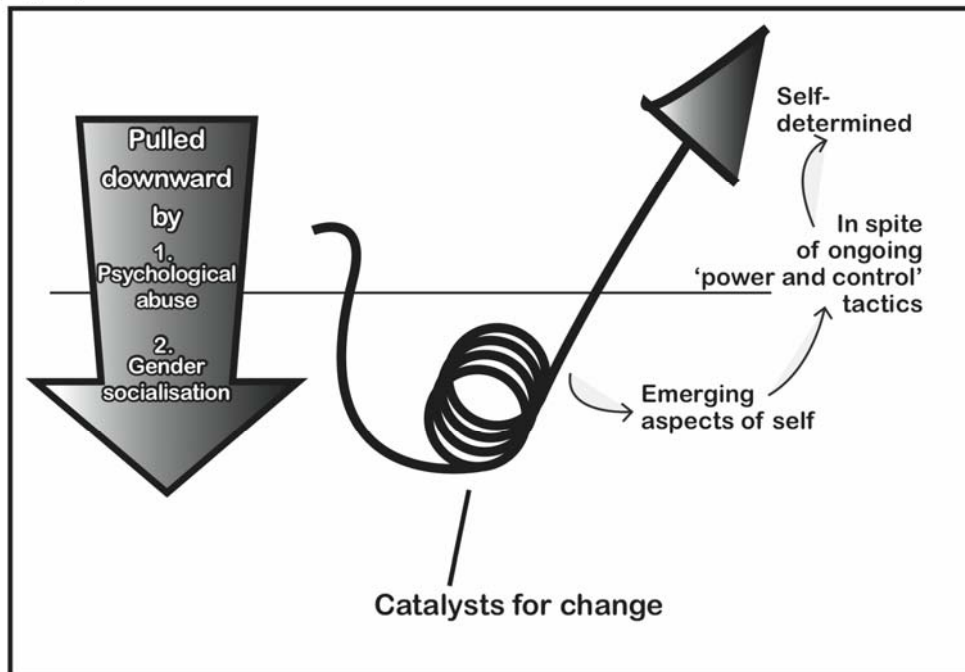 Pulled
downward
by
1.
Psychological
abuse
2.
Gender
socialisation
Self-
determined
In spite
of ongoing
‘power and control’
tactics
Emerging
aspects of self
Catalysts for change